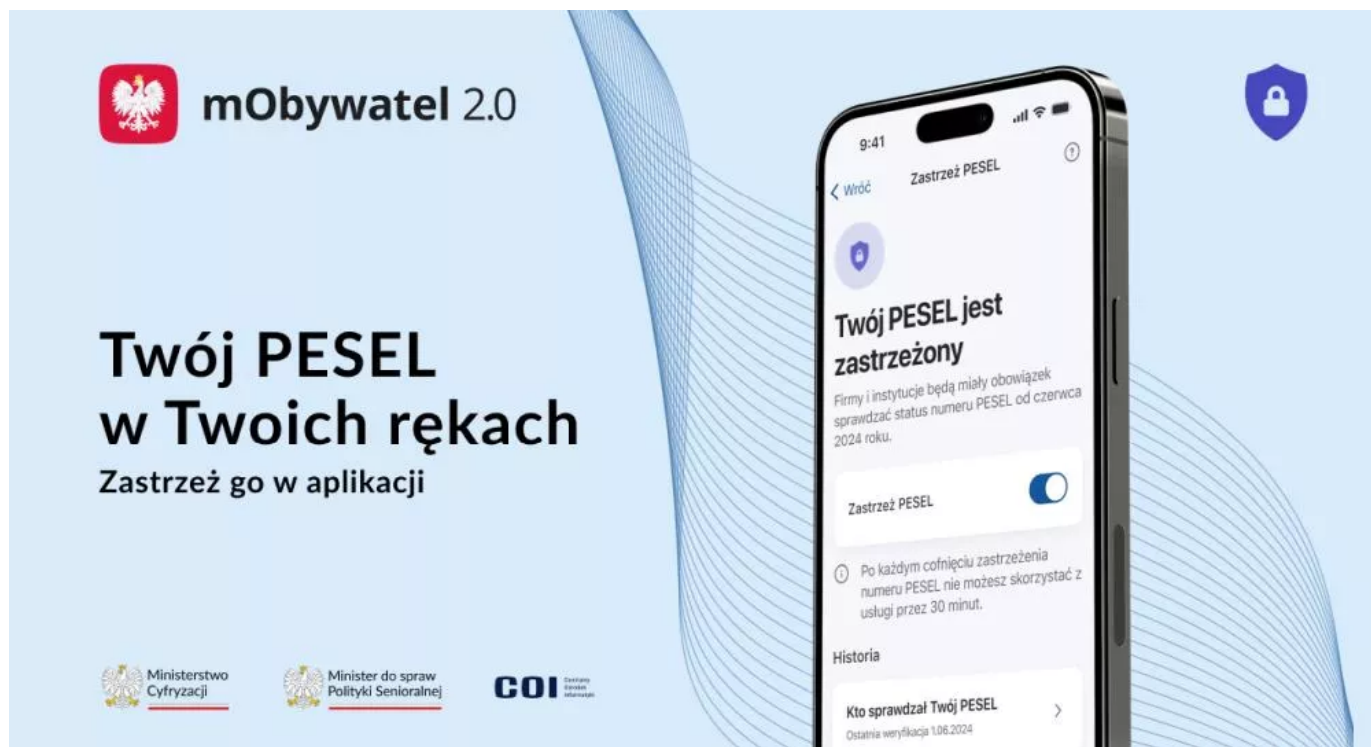 mObywatel 2.0
Twój PESEL
w Twoich rękach
Zastrzeż go w aplikacji
Ministerstwo
Cyfryzacji
Minister do spraw
Polityki Senioralnej
COI
Centralny
Ośrodek
Informatyki
9:41
Wróć
Zastrzeż PESEL
Twój PESEL jest
zastrzeżony
Firmy i instytucje będą miały obowiązek
sprawdzać status numeru PESEL od czerwca
2024 roku.
Zastrzeż PESEL
Po każdym cofnięciu zastrzeżenia
numeru PESEL nie możesz skorzystać z
usługi przez 30 minut.
Historia
Kto sprawdzał Twój PESEL
Ostatnia weryfikacja 1.06.2024